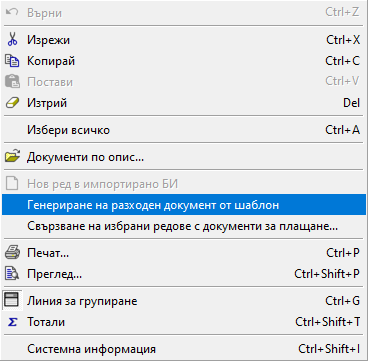 Върни Ctrl+Z
Изрежи Ctrl+X
Копирай Ctrl+C
Постави Ctrl+V
Изтрий Del
Избери всичко Ctrl+A
Документи по опис...
Нов ред в импортирано БИ
Генериране на разходен документ от шаблон
Свързване на избрани редове с документи за плащане...
Печат... Ctrl+P
Преглед... Ctrl+Shift+P
Линия за групиране Ctrl+G
Σ Тотали Ctrl+Shift+T
Системна информация Ctrl+Shift+I